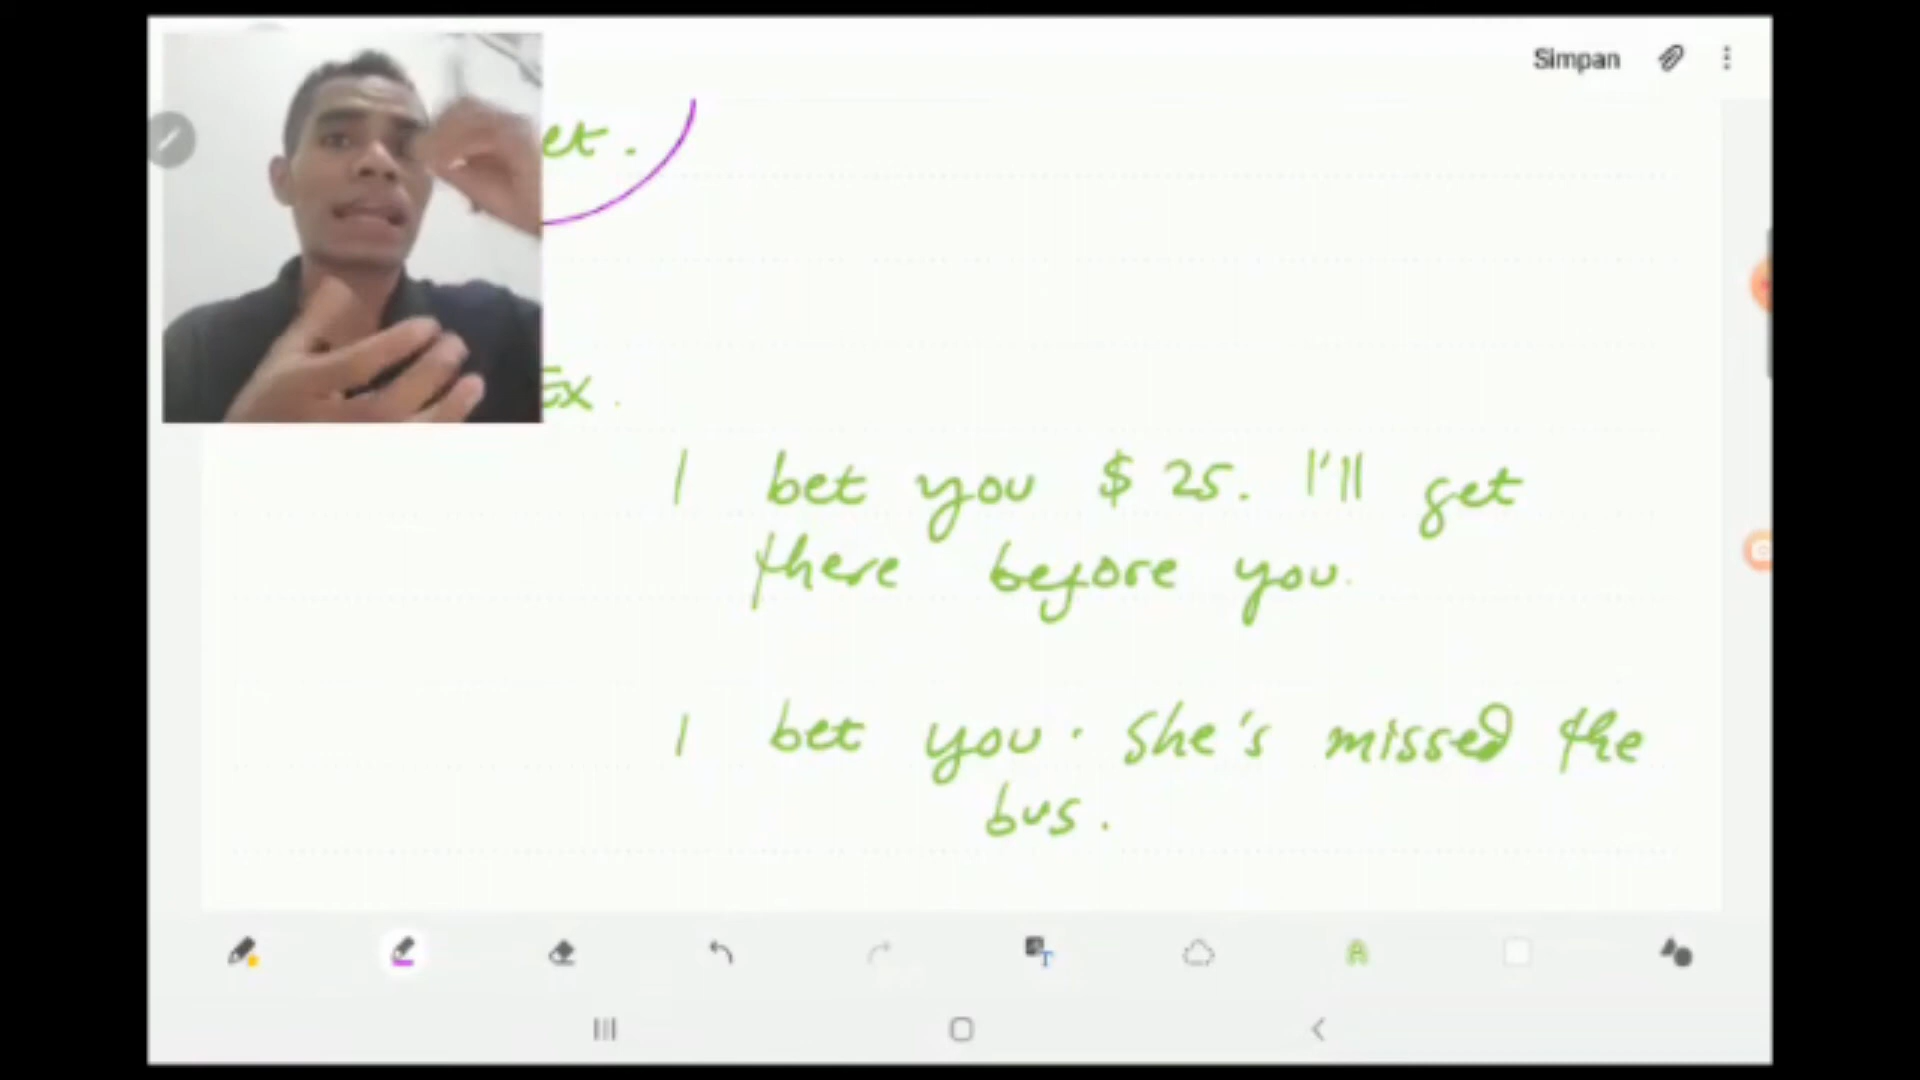 Simpan
et.
Ex.
I bet you $25. I'll get
there before you.
I bet you. She's missed the
bus.